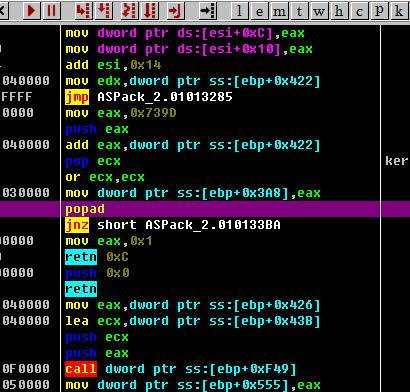 l e m t w h c p k
mov dword ptr ds:[esi+0xC],eax
mov dword ptr ds:[esi+0x10],eax
add esi,0x14
040000 mov edx,dword ptr ss:[ebp+0x422]
FFFF jmp ASPack_2.01013285
0000 mov eax,0x739D
push eax
040000 add eax,dword ptr ss:[ebp+0x422]
pop ecx ker
or ecx,ecx
030000 mov dword ptr ss:[ebp+0x3A8],eax
popad
jnz short ASPack_2.010133BA
00000 mov eax,0x1
retn 0xC
00000 push 0x0
retn
040000 mov eax,dword ptr ss:[ebp+0x426]
040000 lea ecx,dword ptr ss:[ebp+0x43B]
push ecx
push eax
0F0000 call dword ptr ss:[ebp+0xF49]
050000 mov dword ptr ss:[ebp+0x555],eax